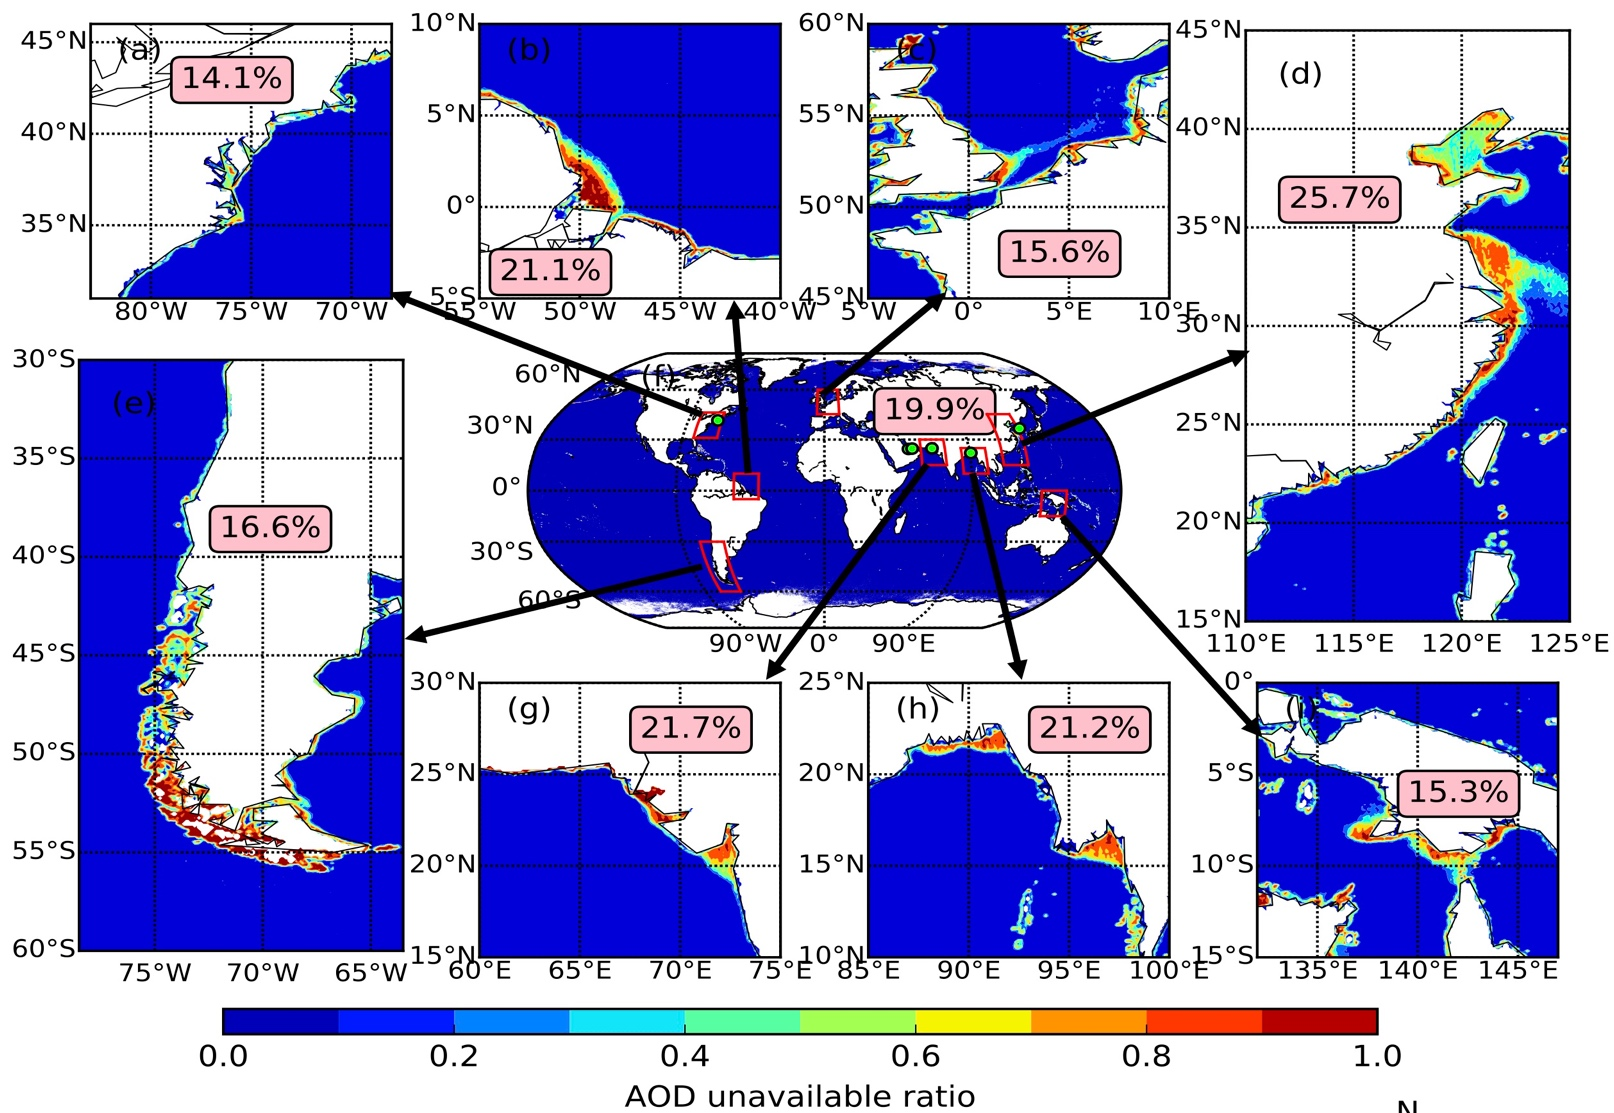 (a)
14.1%
45°N
40°N
35°N
80°W 75°W 70°W
(b)
21.1%
10°N
5°N
0°
5°S
55°W 50°W 45°W 40°W
(c)
15.6%
60°N
55°N
50°N
45°N
5°W 0° 5°E 10°E
(d)
25.7%
45°N
40°N
35°N
30°N
25°N
20°N
15°N
110°E 115°E 120°E 125°E
(e)
16.6%
30°S
35°S
40°S
45°S
50°S
55°S
60°S
75°W 70°W 65°W
(f)
19.9%
60°N
30°N
0°
30°S
60°S
90°W 0° 90°E
(g)
21.7%
30°N
25°N
20°N
15°N
60°E 65°E 70°E 75°E
(h)
21.2%
25°N
20°N
15°N
10°N
85°E 90°E 95°E 100°E
15.3%
0°
5°S
10°S
15°S
135°E 140°E 145°E
0.0 0.2 0.4 0.6 0.8 1.0
AOD unavailable ratio
N